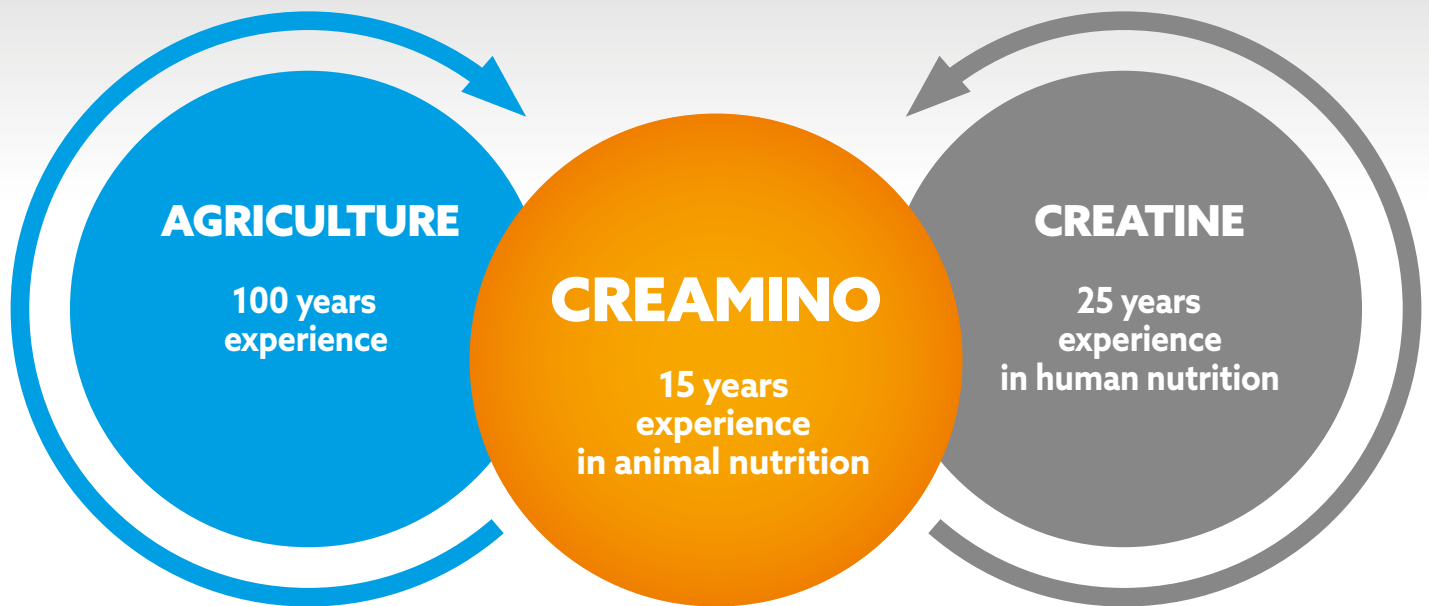 AGRICULTURE
100 years
experience
CREAMINO
15 years
experience
in animal nutrition
CREATINE
25 years
experience
in human nutrition